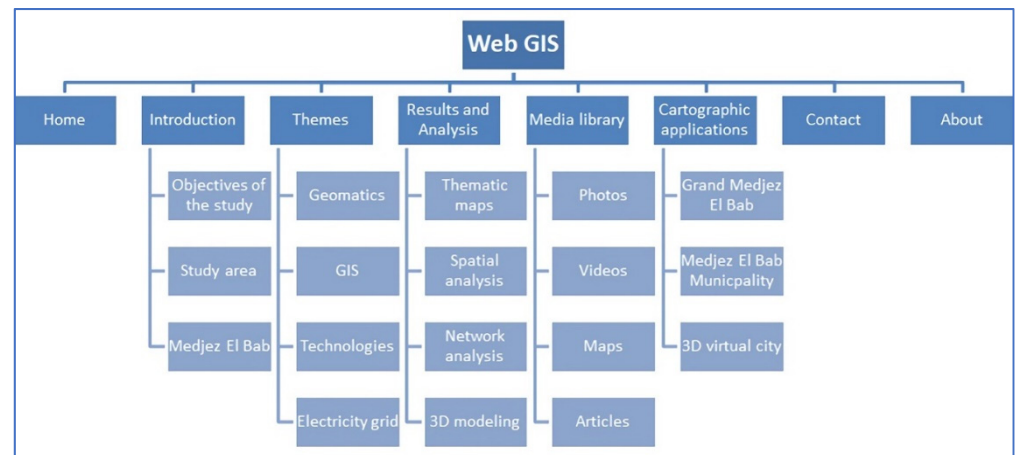 Web GIS
Home
Introduction
Themes
Results and
Analysis
Media library
Cartographic
applications
Contact
About
Objectives of
the study
Study area
Medjez El Bab
Geomatics
GIS
Technologies
Electricity grid
Thematic
maps
Spatial
analysis
Network
analysis
3D modeling
Photos
Videos
Maps
Articles
Grand Medjez
El Bab
Medjez El Bab
Municpality
3D virtual city